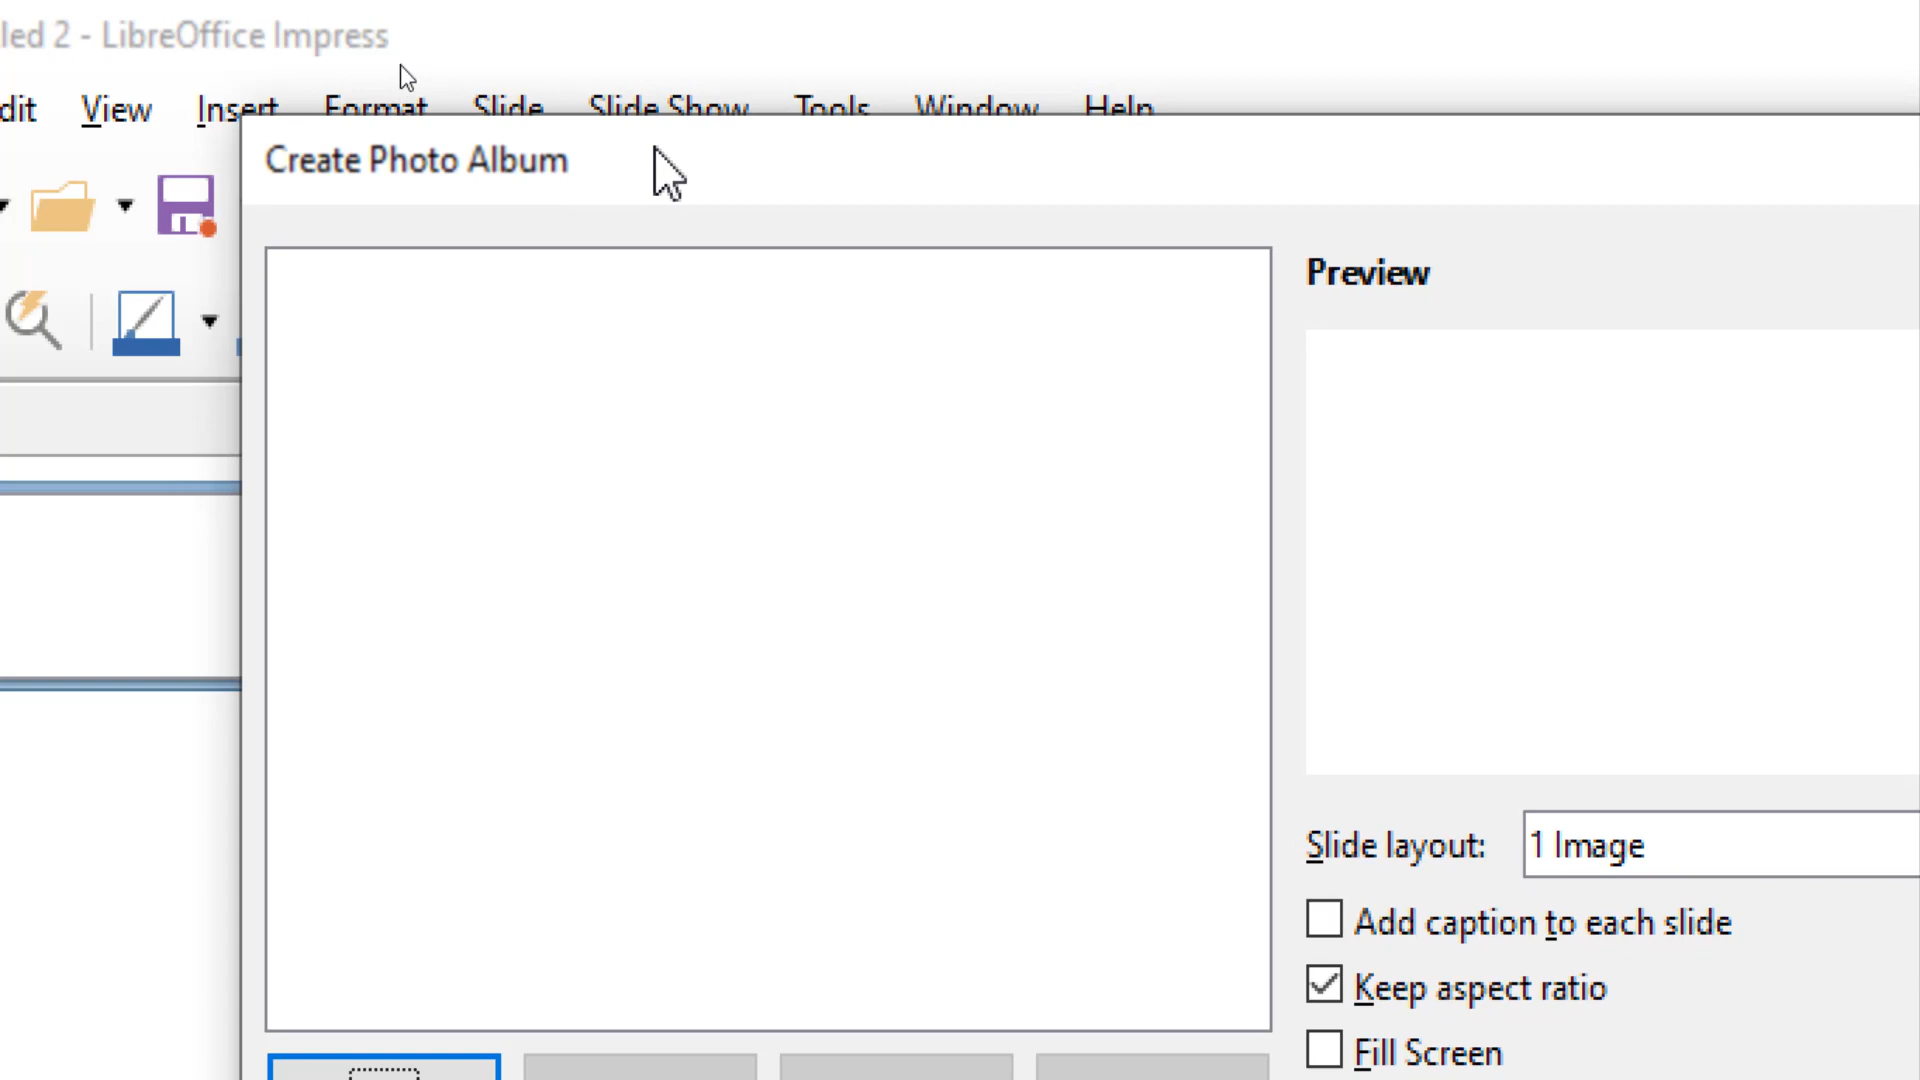 led 2 - LibreOffice Impress
dit View Insert Format Slide Slide Show Tools Window Help
Create Photo Album
Preview
Slide layout: 1 Image
Add caption to each slide
Keep aspect ratio
Fill Screen